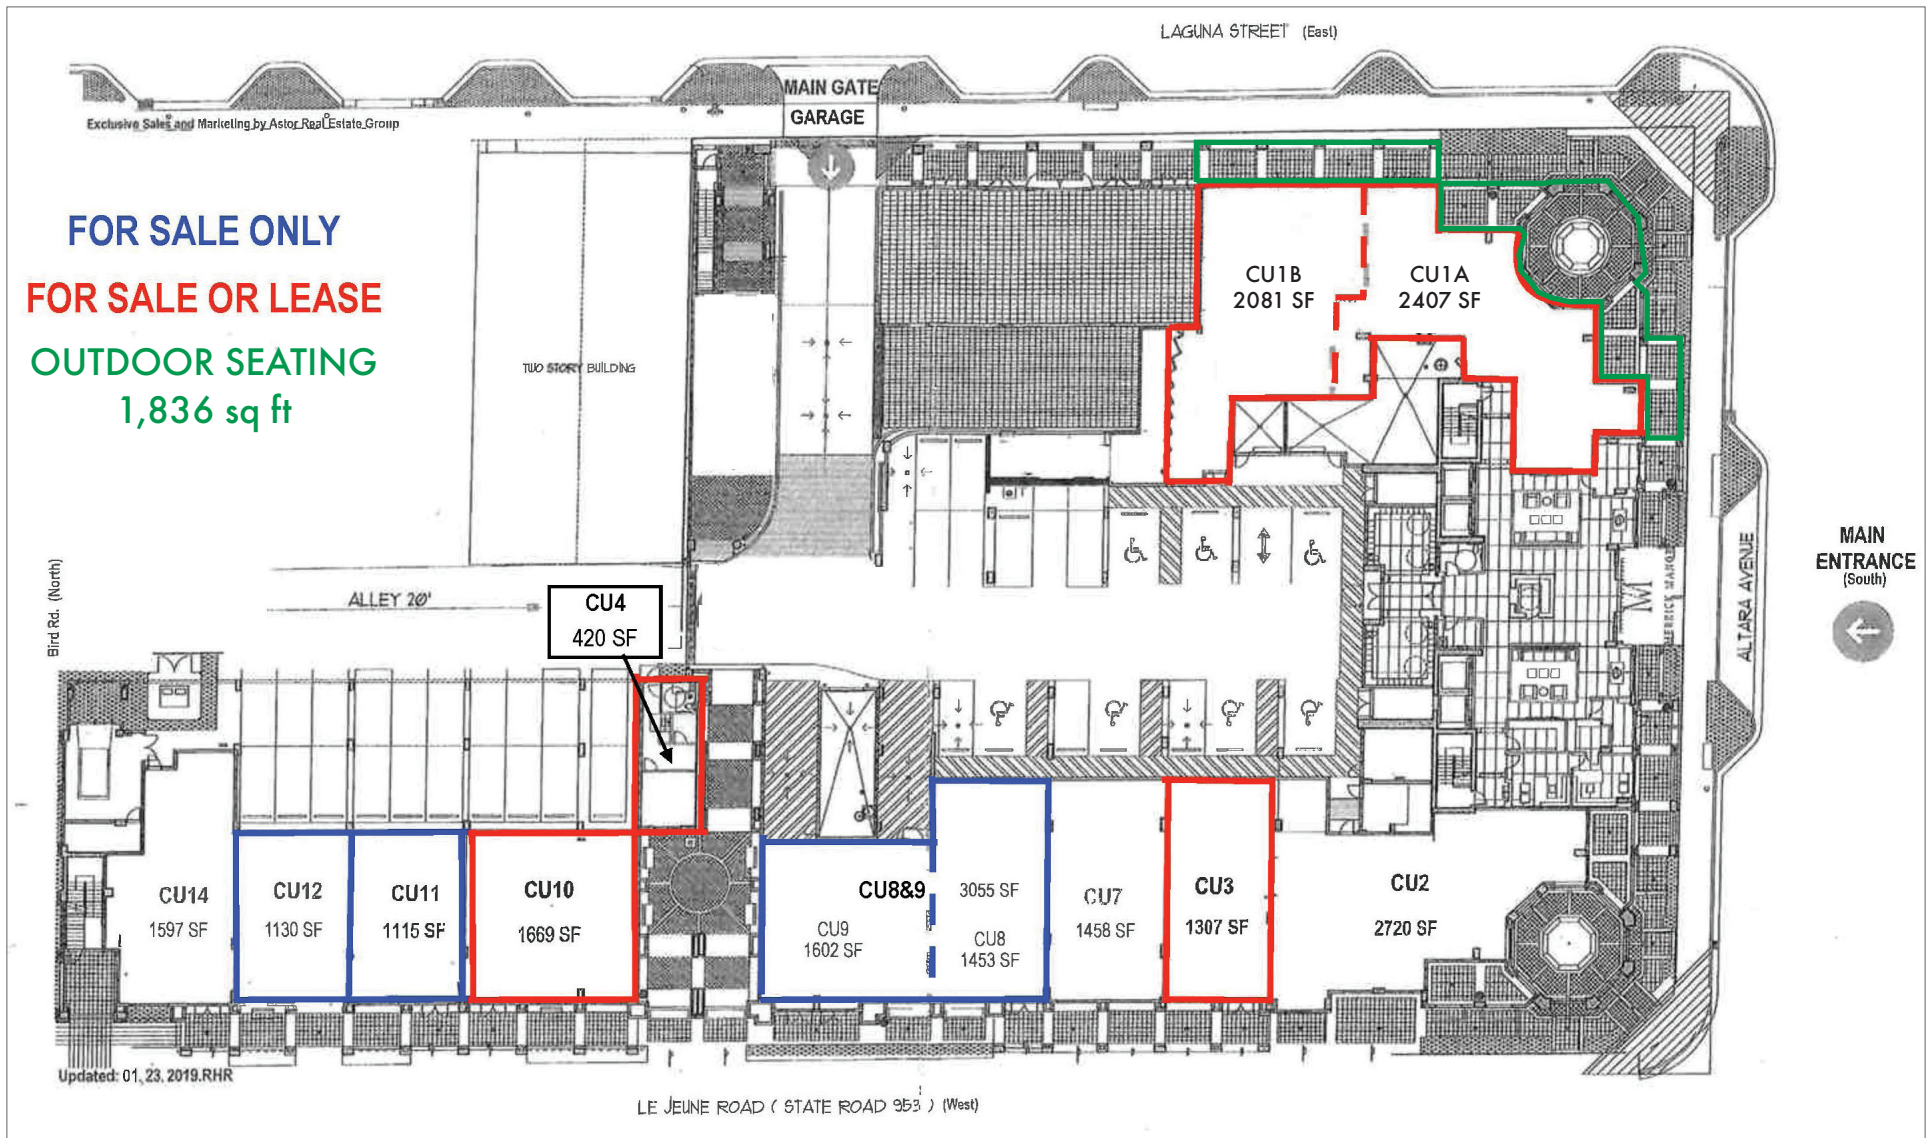 LAGUNA STREET (East)
MAIN GATE
GARAGE
Exclusive Sales and Marketing by Astor Real Estate Group
FOR SALE ONLY
FOR SALE OR LEASE
OUTDOOR SEATING
1,836 sq ft
TWO STORY BUILDING
CU1B
2081 SF
CU1A
2407 SF
MAIN
ENTRANCE
(South)
ALTARA AVENUE
M
MERRICK MANOR
Bird Rd. (North)
ALLEY 20'
CU4
420 SF
CU14
1597 SF
CU12
1130 SF
CU11
1115 SF
CU10
1669 SF
CU8&9
3055 SF
CU9
1602 SF
CU8
1453 SF
CU7
1458 SF
CU3
1307 SF
CU2
2720 SF
Updated: 01, 23, 2019.RHR
LE JEUNE ROAD ( STATE ROAD 953 ) (West)